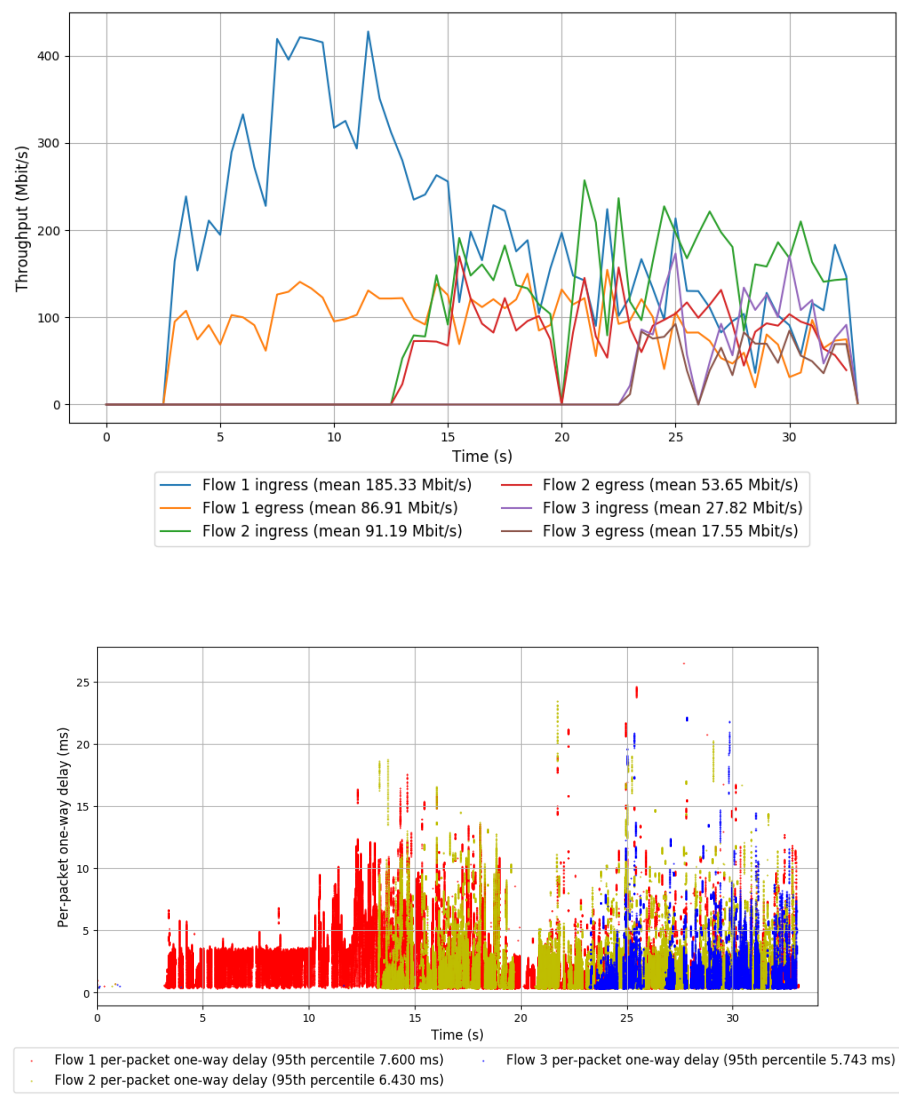 400
300
200
100
0
Throughput (Mbit/s)
0 5 10 15 20 25 30
Time (s)
Flow 1 ingress (mean 185.33 Mbit/s)
Flow 1 egress (mean 86.91 Mbit/s)
Flow 2 ingress (mean 91.19 Mbit/s)
Flow 2 egress (mean 53.65 Mbit/s)
Flow 3 ingress (mean 27.82 Mbit/s)
Flow 3 egress (mean 17.55 Mbit/s)
25
20
15
10
5
0
Per-packet one-way delay (ms)
0 5 10 15 20 25 30
Time (s)
Flow 1 per-packet one-way delay (95th percentile 7.600 ms)
Flow 2 per-packet one-way delay (95th percentile 6.430 ms)
Flow 3 per-packet one-way delay (95th percentile 5.743 ms)